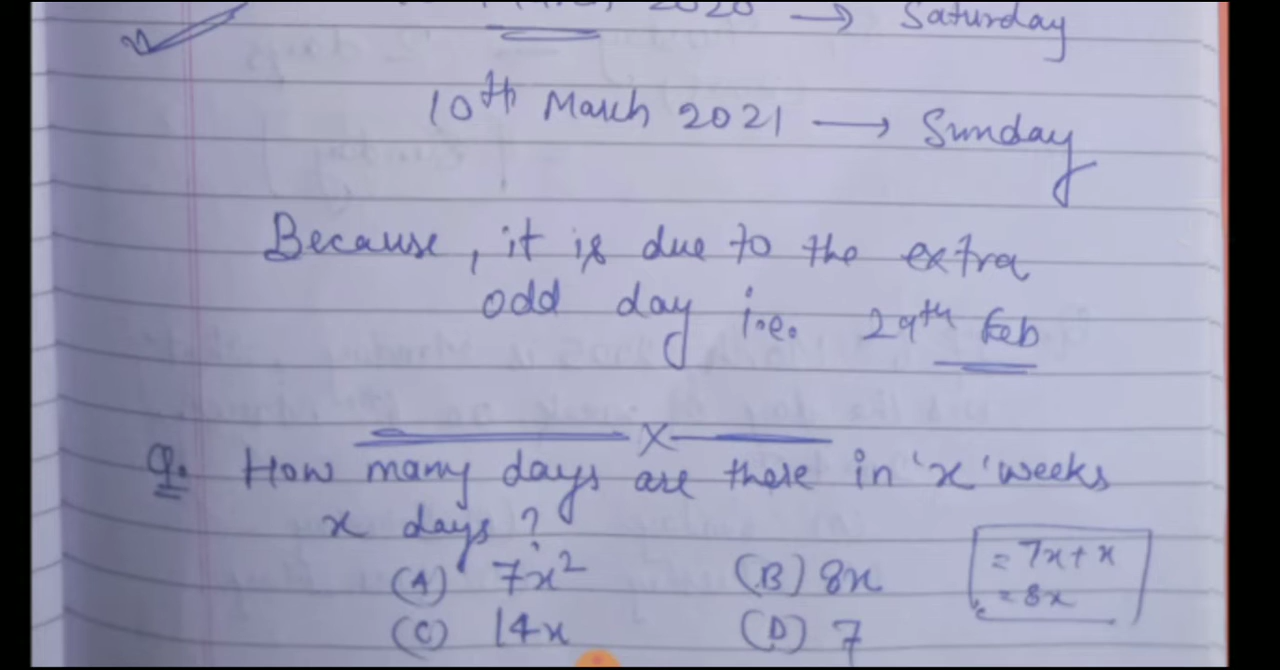 2020 → Saturday
10th March 2021 → Sunday
Because, it is due to the extra
odd day i.e. 29th Feb
x
Q. How many days are there in 'x' weeks
x days?
(A) 7x² (B) 8x
(C) 14x (D) 7
= 7x + x
= 8x